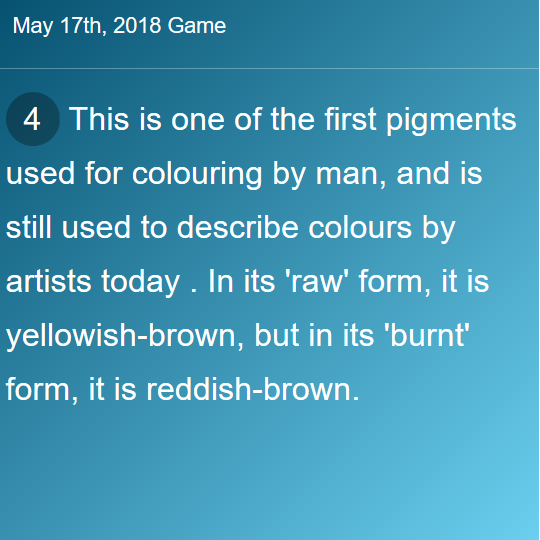 May 17th, 2018 Game
4 This is one of the first pigments
used for colouring by man, and is
still used to describe colours by
artists today . In its 'raw' form, it is
yellowish-brown, but in its 'burnt'
form, it is reddish-brown.